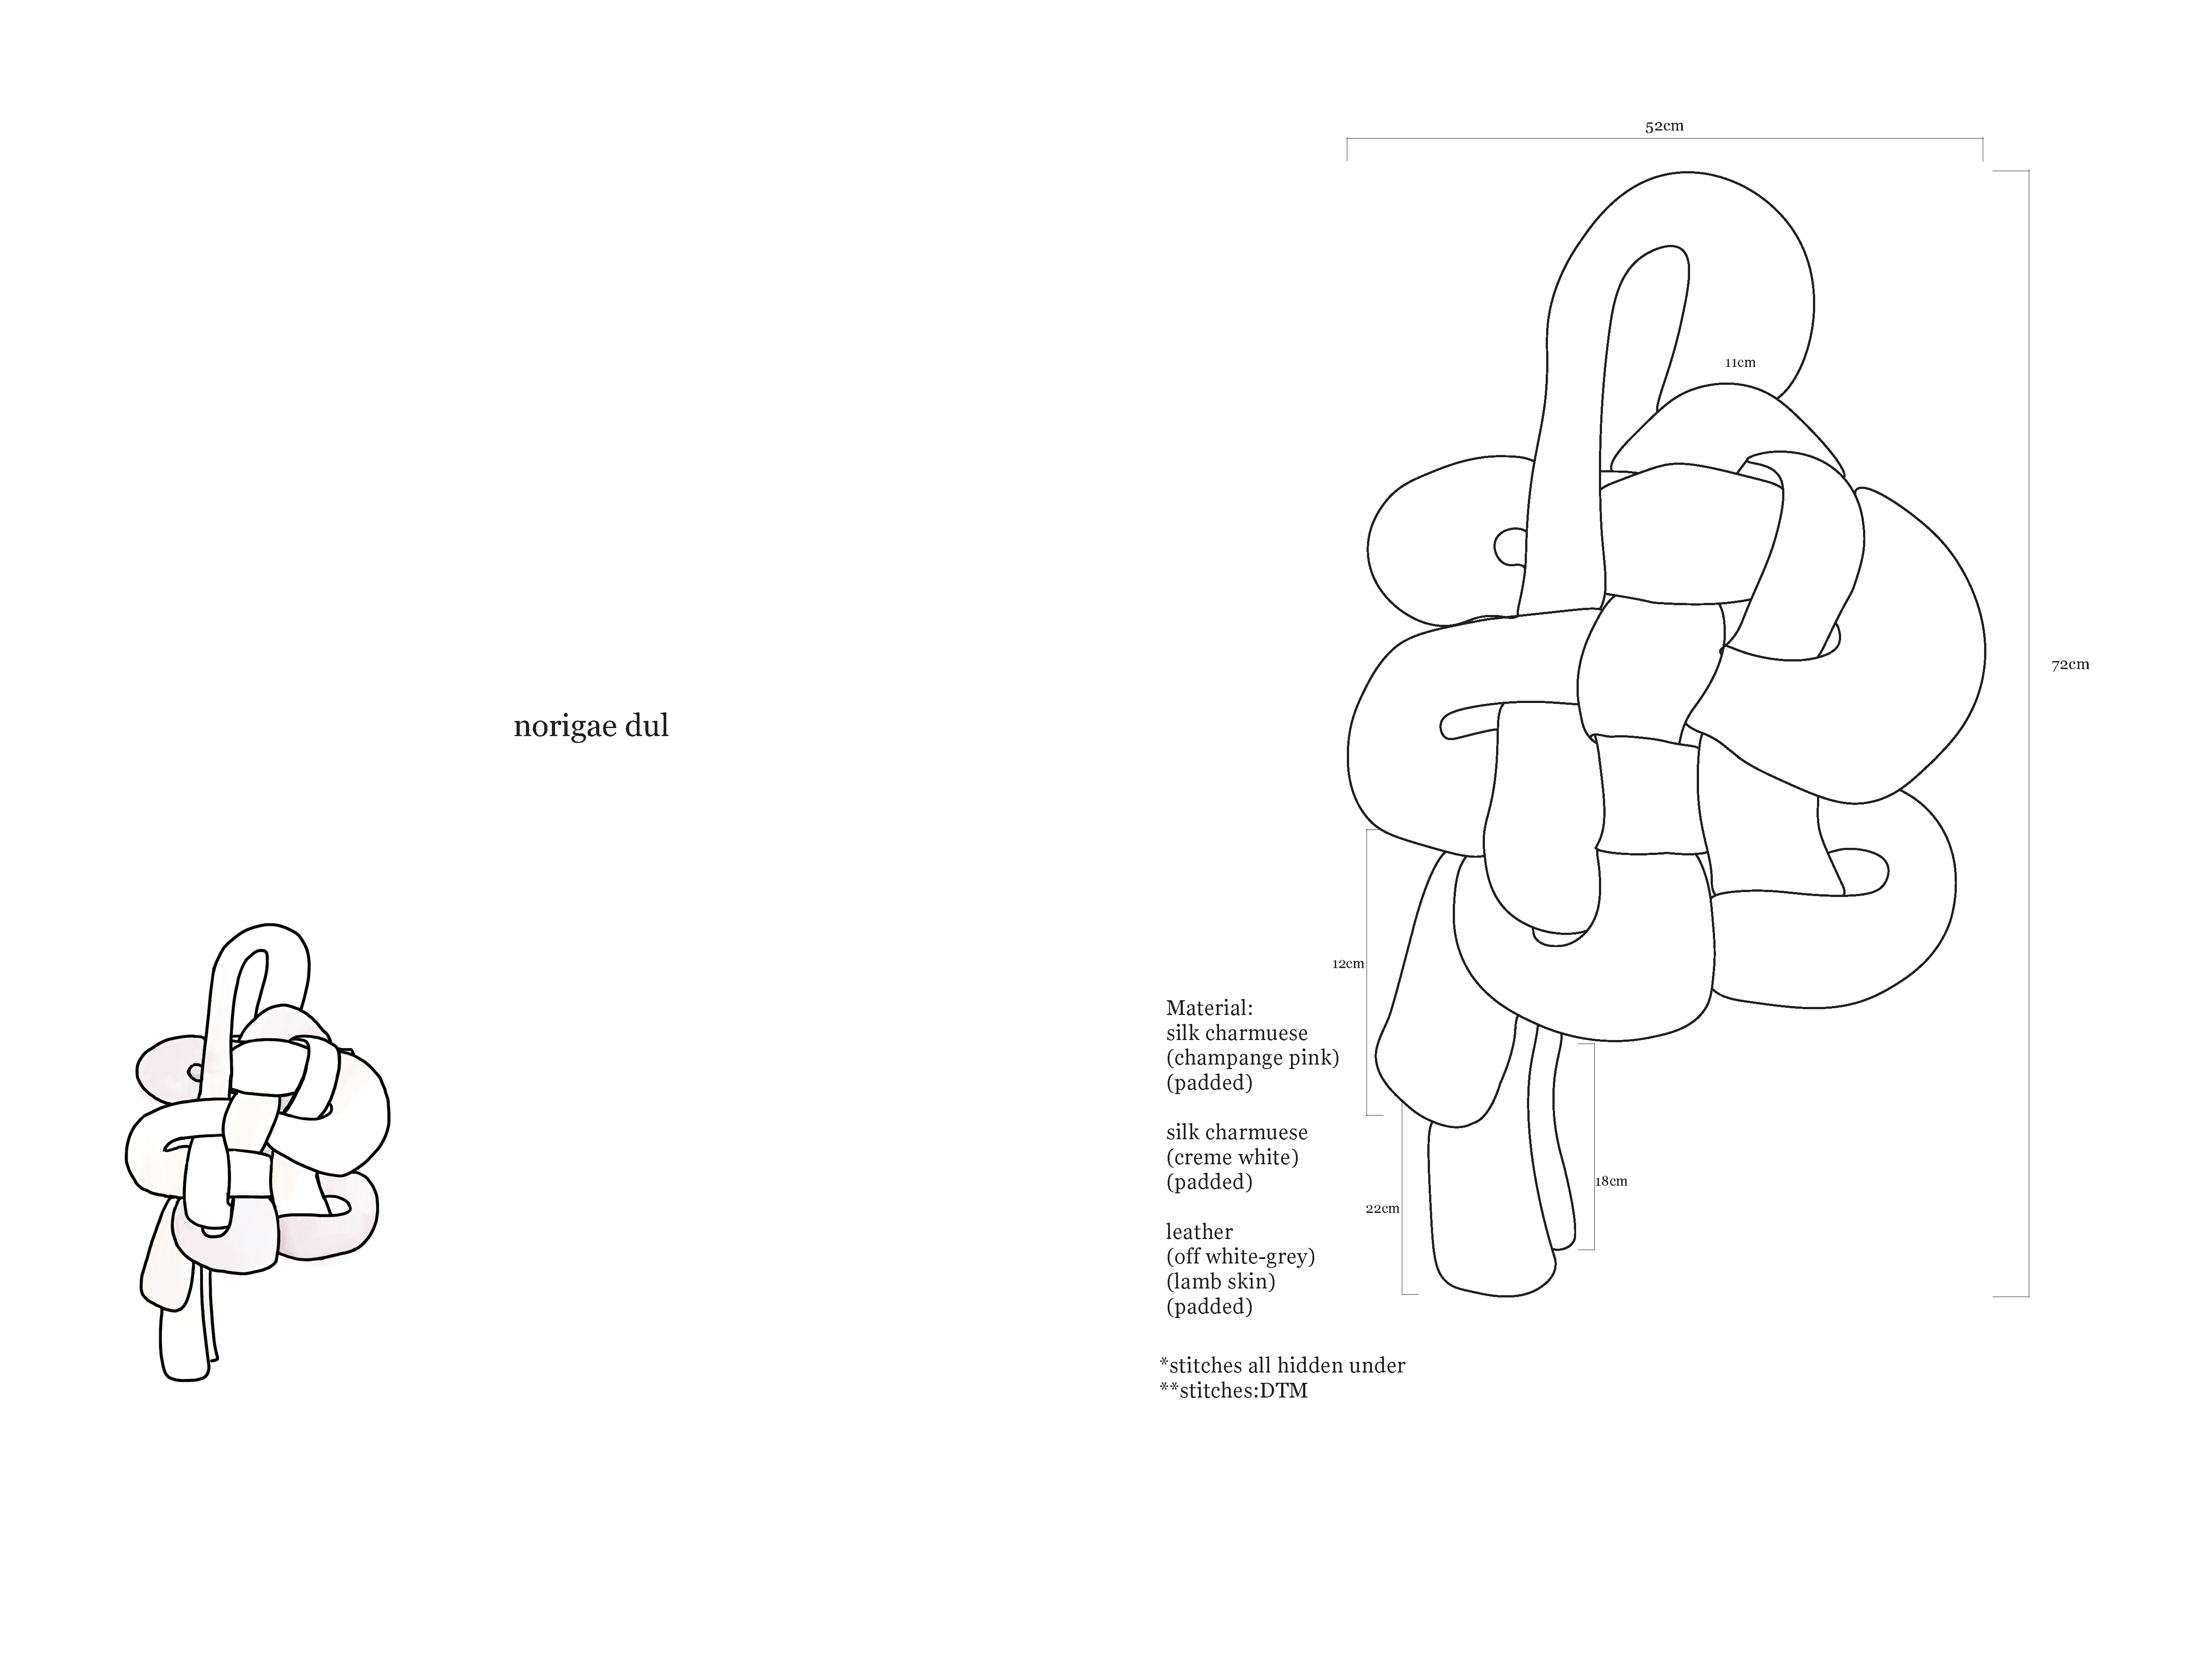 norigae dul
52cm
11cm
72cm
12cm
22cm
18cm
Material:
silk charmuese
(champange pink)
(padded)
silk charmuese
(creme white)
(padded)
leather
(off white-grey)
(lamb skin)
(padded)
*stitches all hidden under
**stitches:DTM